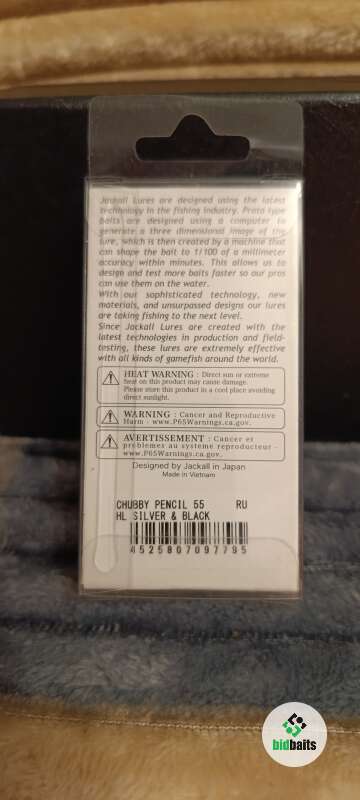 Jackall Lures are designed using the latest
technology in the fishing industry. Proto type
baits are designed using a computer to
generate a three dimensional image of the
lure, which is then created by a machine that
can shape the bait to 1/100 of a millimeter
accuracy within minutes. This allows us to
design and test more baits faster so our pros
can use them on the water.
With our sophisticated technology, new
materials, and unsurpassed designs our lures
are taking fishing to the next level.
Since Jackall Lures are created with the
latest technologies in production and field-
testing, these lures are extremely effective
with all kinds of gamefish around the world.
HEAT WARNING : Direct sun or extreme
heat on this product may cause damage.
Please store this product in a cool place avoiding
direct sunlight.
WARNING : Cancer and Reproductive
Harm - www.P65Warnings.ca.gov.
AVERTISSEMENT : Cancer et
problemes au systeme reproducteur -
www.P65Warnings.ca.gov.
Designed by Jackall in Japan
Made in Vietnam
CHUBBY PENCIL 55 RU
HL SILVER & BLACK
4525807097795
bidbaits